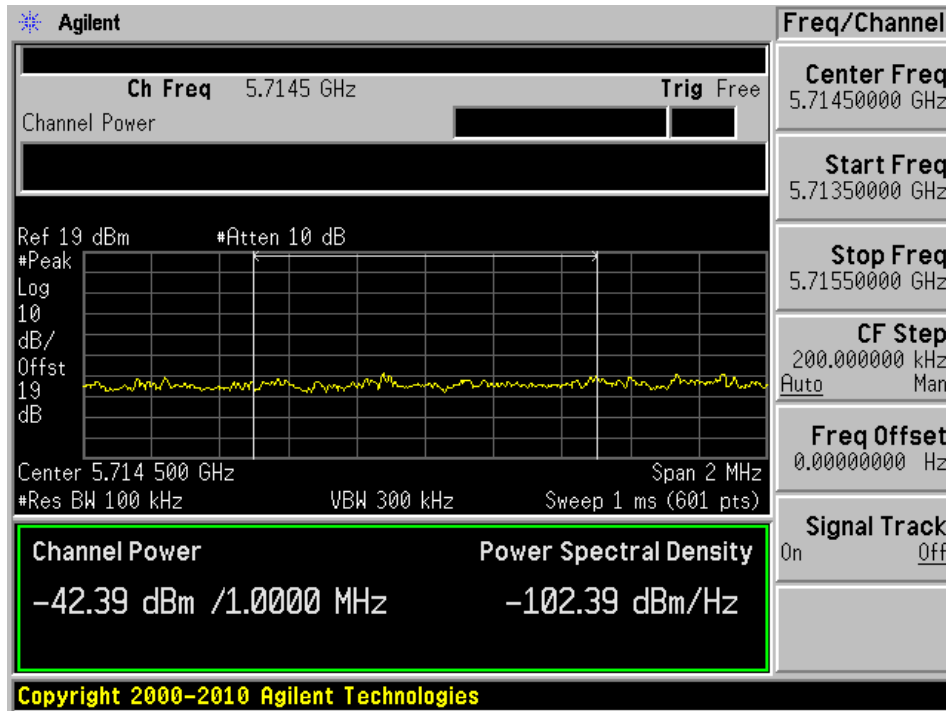 Agilent
Freq/Channel
Ch Freq 5.7145 GHz Trig Free
Channel Power
Ref 19 dBm #Atten 10 dB
#Peak
Log
10
dB/
Offst
19
dB
Center 5.714 500 GHz Span 2 MHz
#Res BW 100 kHz VBW 300 kHz Sweep 1 ms (601 pts)
Channel Power Power Spectral Density
-42.39 dBm /1.0000 MHz -102.39 dBm/Hz
Copyright 2000-2010 Agilent Technologies
Center Freq
5.71450000 GHz
Start Freq
5.71350000 GHz
Stop Freq
5.71550000 GHz
CF Step
200.000000 kHz
Auto Man
Freq Offset
0.00000000 Hz
Signal Track
On Off